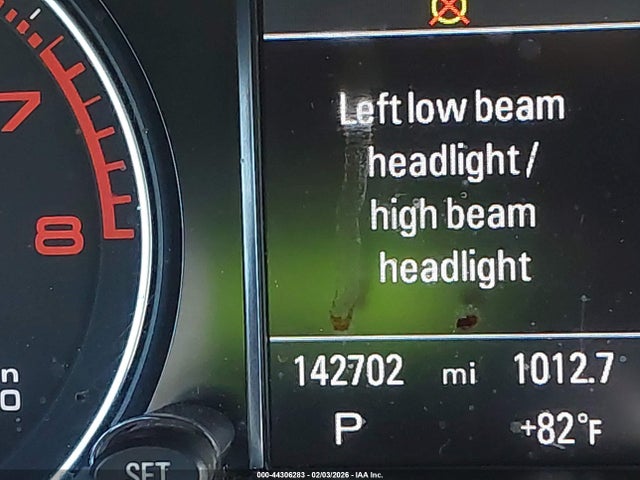 7
8
n
0
SET
Left low beam
headlight /
high beam
headlight
142702 mi 1012.7
P +82°F
000-44306283 - 02/03/2026 - IAA Inc.